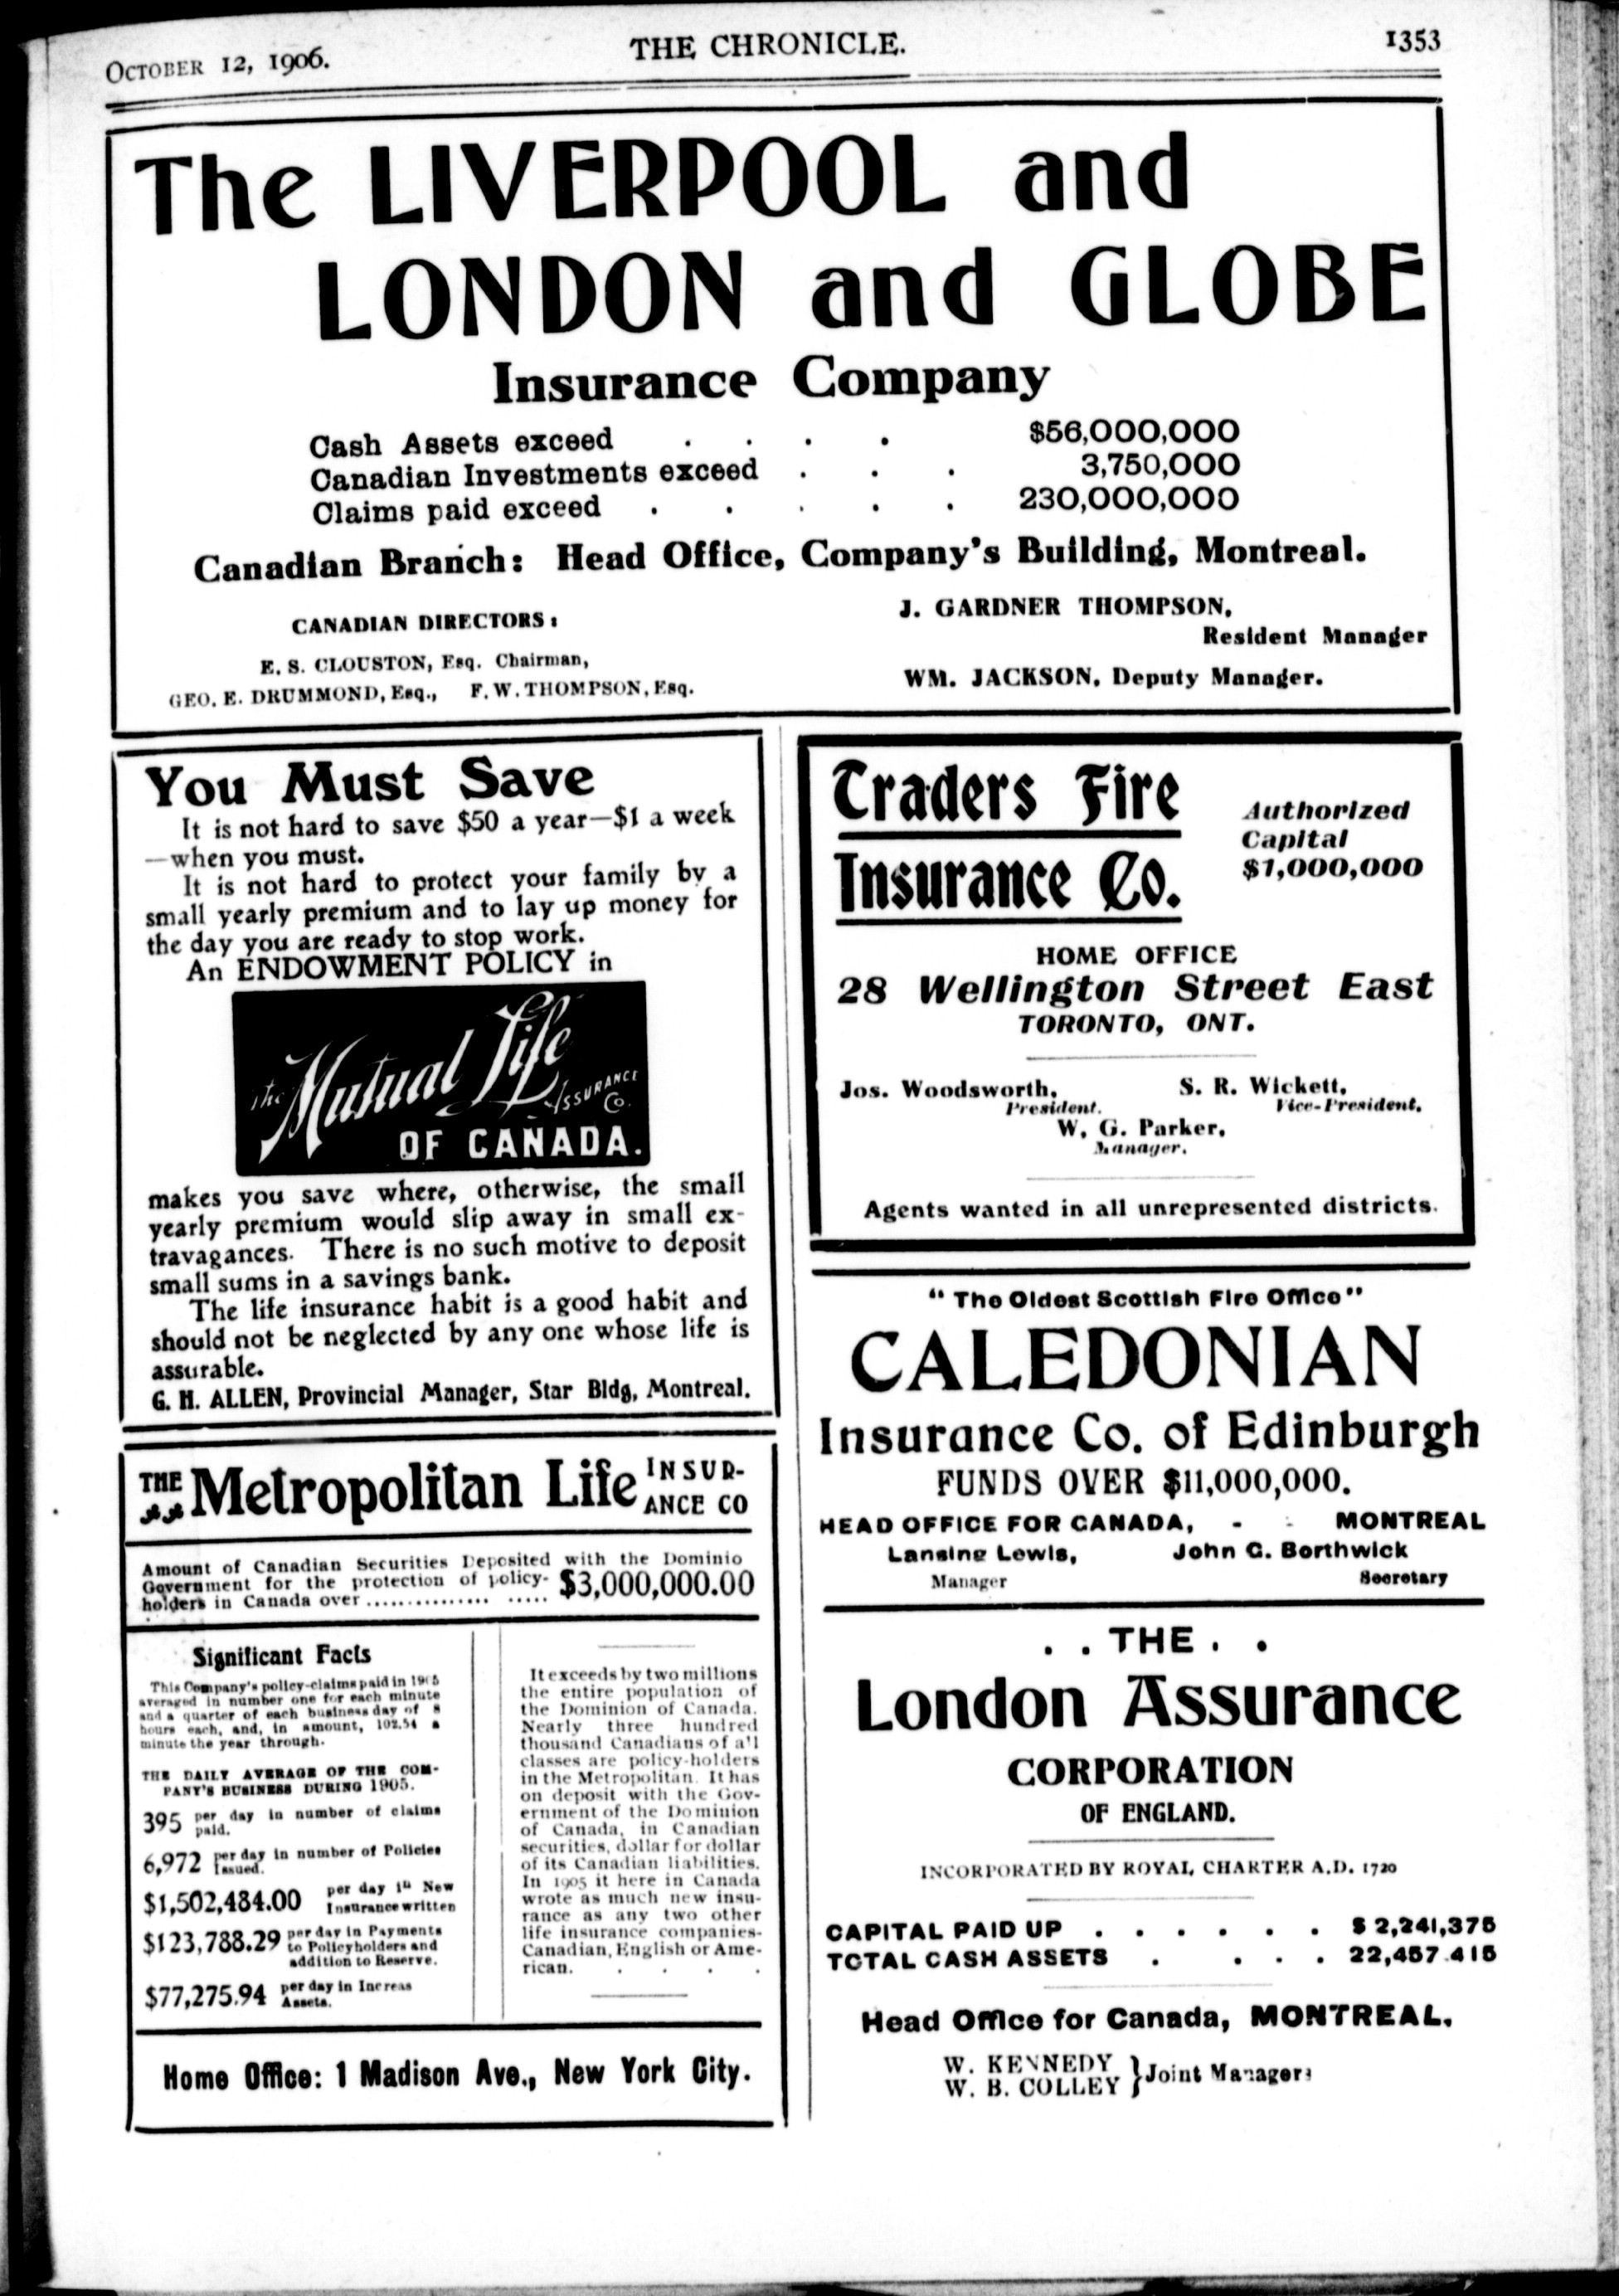 OCTOBER 12, 1906.
THE CHRONICLE.
1353
The LIVERPOOL and
LONDON and GLOBE
Insurance Company
Cash Assets exceed . . . . $56,000,000
Canadian Investments exceed . . . 3,750,000
Claims paid exceed . . . . . 230,000,000
Canadian Branch: Head Office, Company's Building, Montreal.
CANADIAN DIRECTORS:
E. S. CLOUSTON, Esq. Chairman,
GEO. E. DRUMMOND, Esq., F. W. THOMPSON, Esq.
J. GARDNER THOMPSON,
Resident Manager
WM. JACKSON, Deputy Manager.
You Must Save
It is not hard to save $50 a year—$1 a week
—when you must.
It is not hard to protect your family by a
small yearly premium and to lay up money for
the day you are ready to stop work.
An ENDOWMENT POLICY in
The Mutual Life
ASSURANCE
Co.
OF CANADA.
makes you save where, otherwise, the small
yearly premium would slip away in small ex-
travagances. There is no such motive to deposit
small sums in a savings bank.
The life insurance habit is a good habit and
should not be neglected by any one whose life is
assurable.
G. H. ALLEN, Provincial Manager, Star Bldg, Montreal.
THE Metropolitan Life INSUR-
ANCE CO
Amount of Canadian Securities Deposited with the Dominio
Government for the protection of policy-
holders in Canada over .................... $3,000,000.00
Significant Facts
This Company's policy-claims paid in 1905
averaged in number one for each minute
and a quarter of each business day of 8
hours each, and, in amount, 102.54 a
minute the year through.
THE DAILY AVERAGE OF THE COM-
PANY'S BUSINESS DURING 1905.
395 per day in number of claims
paid.
6,972 per day in number of Policies
Issued.
$1,502,484.00 per day in New
Insurance written
$123,788.29 per day in Payments
to Policyholders and
addition to Reserve.
$77,275.94 per day in Increas
Assets.
It exceeds by two millions
the entire population of
the Dominion of Canada.
Nearly three hundred
thousand Canadians of all
classes are policy-holders
in the Metropolitan. It has
on deposit with the Gov-
ernment of the Dominion
of Canada, in Canadian
securities, dollar for dollar
of its Canadian liabilities.
In 1905 it here in Canada
wrote as much new insu-
rance as any two other
life insurance companies-
Canadian, English or Ame-
rican. . . . .
Home Office: 1 Madison Ave., New York City.
Traders Fire
Insurance Co.
Authorized
Capital
$1,000,000
HOME OFFICE
28 Wellington Street East
TORONTO, ONT.
Jos. Woodsworth, S. R. Wickett,
President. Vice-President.
W. G. Parker,
Manager.
Agents wanted in all unrepresented districts.
"The Oldest Scottish Fire Office"
CALEDONIAN
Insurance Co. of Edinburgh
FUNDS OVER $11,000,000.
HEAD OFFICE FOR CANADA, - - MONTREAL
Lansing Lewis, John G. Borthwick
Manager Secretary
. . THE . .
London Assurance
CORPORATION
OF ENGLAND.
INCORPORATED BY ROYAL CHARTER A.D. 1720
CAPITAL PAID UP . . . . . . $ 2,241,375
TOTAL CASH ASSETS . . . . 22,457.415
Head Office for Canada, MONTREAL.
W. KENNEDY
W. B. COLLEY } Joint Managers